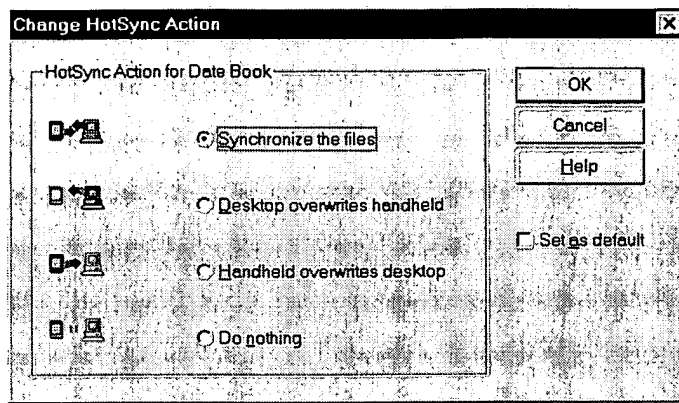 Change HotSync Action
HotSync Action for Date Book
Synchronize the files
Desktop overwrites handheld
Handheld overwrites desktop
Do nothing
OK
Cancel
Help
Set as default